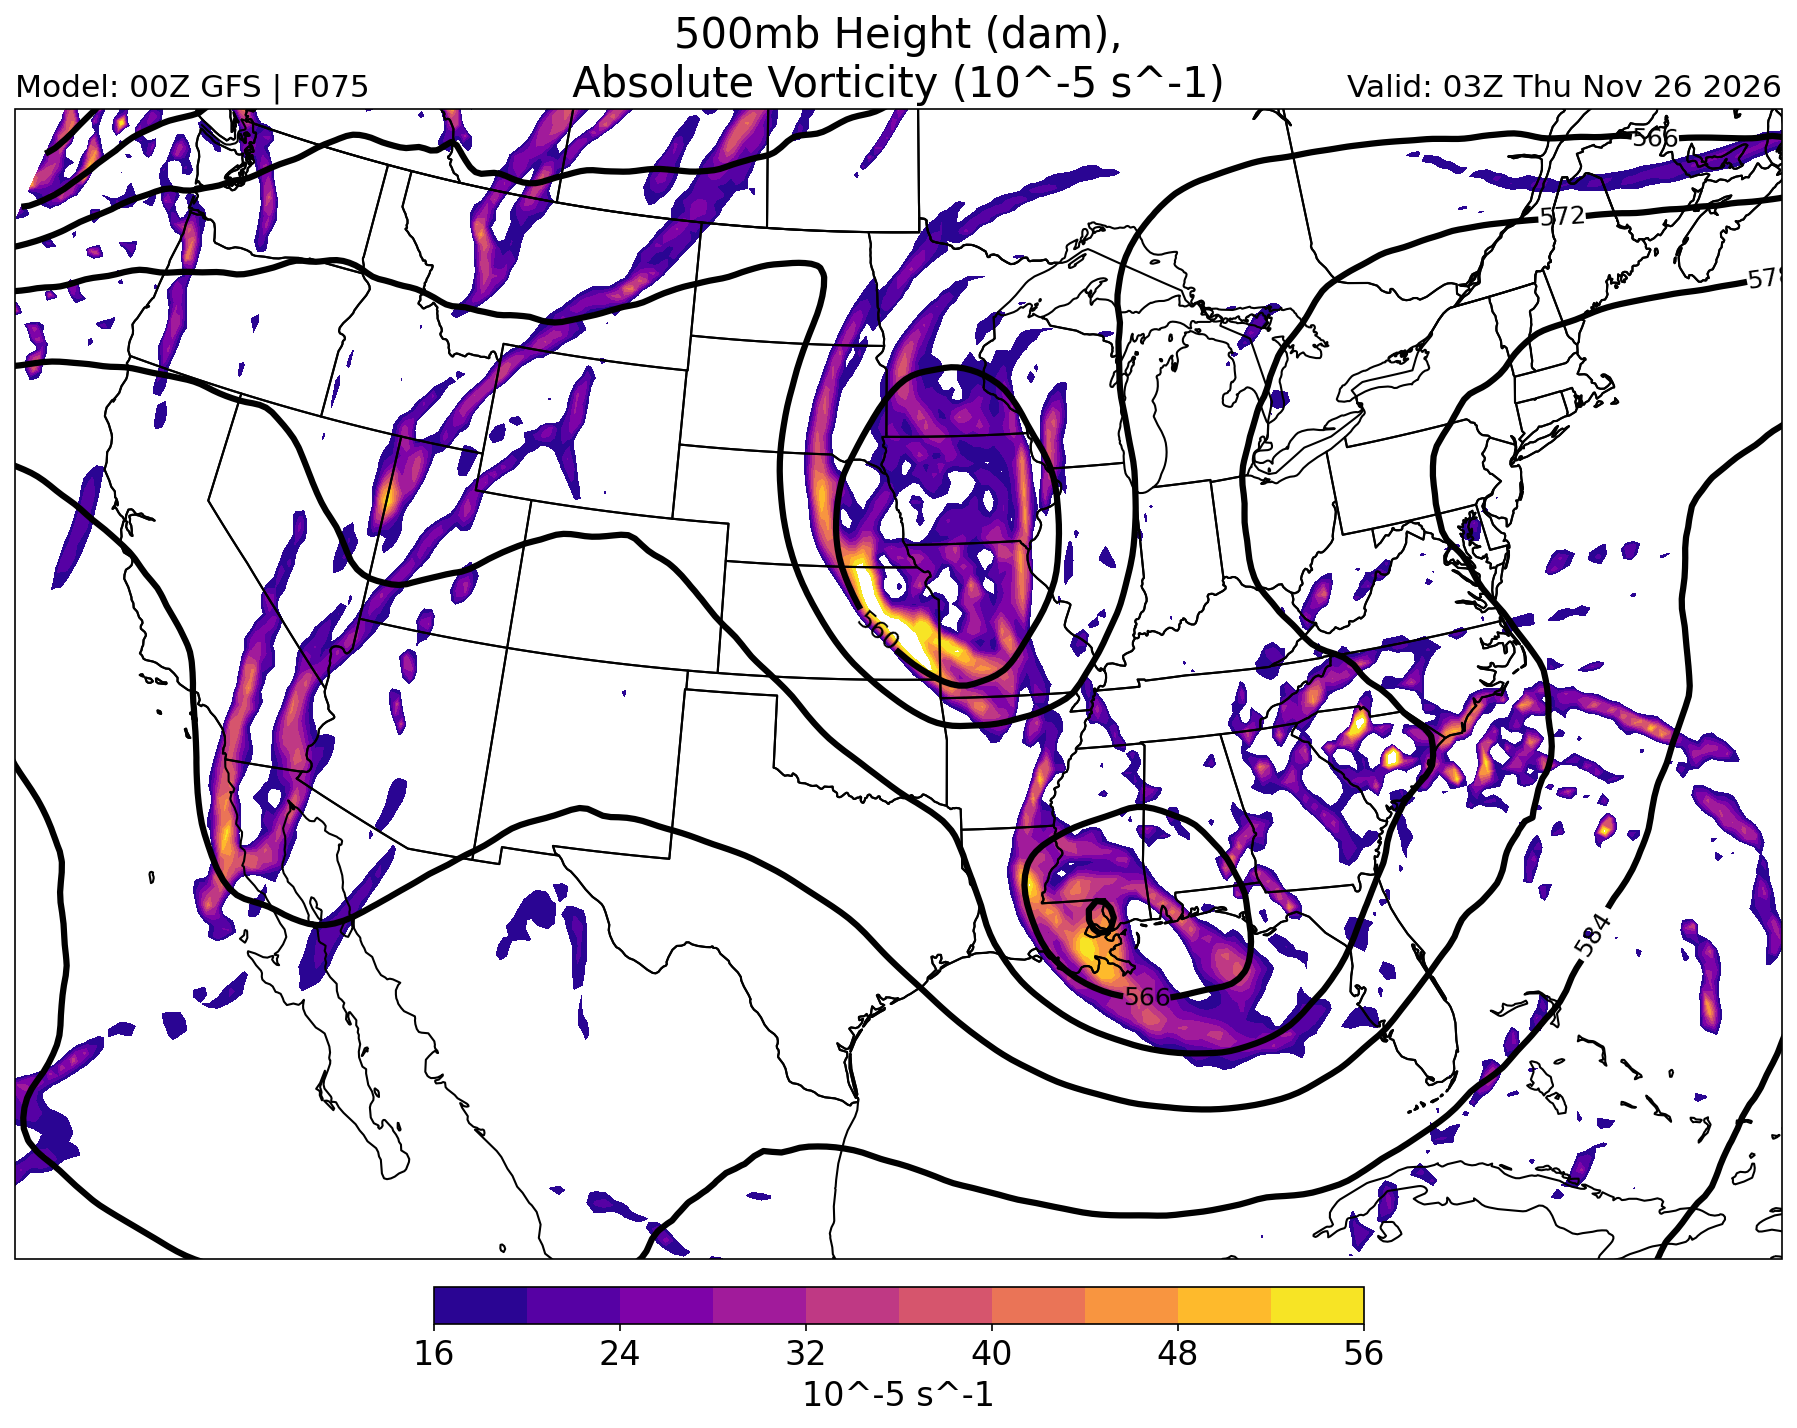 500mb Height (dam),
Model: 00Z GFS | F075
Absolute Vorticity (10^-5 s^-1)
Valid: 03Z Thu Nov 26 2026
566
572
578
560
584
566
16 24 32 40 48 56
10^-5 s^-1